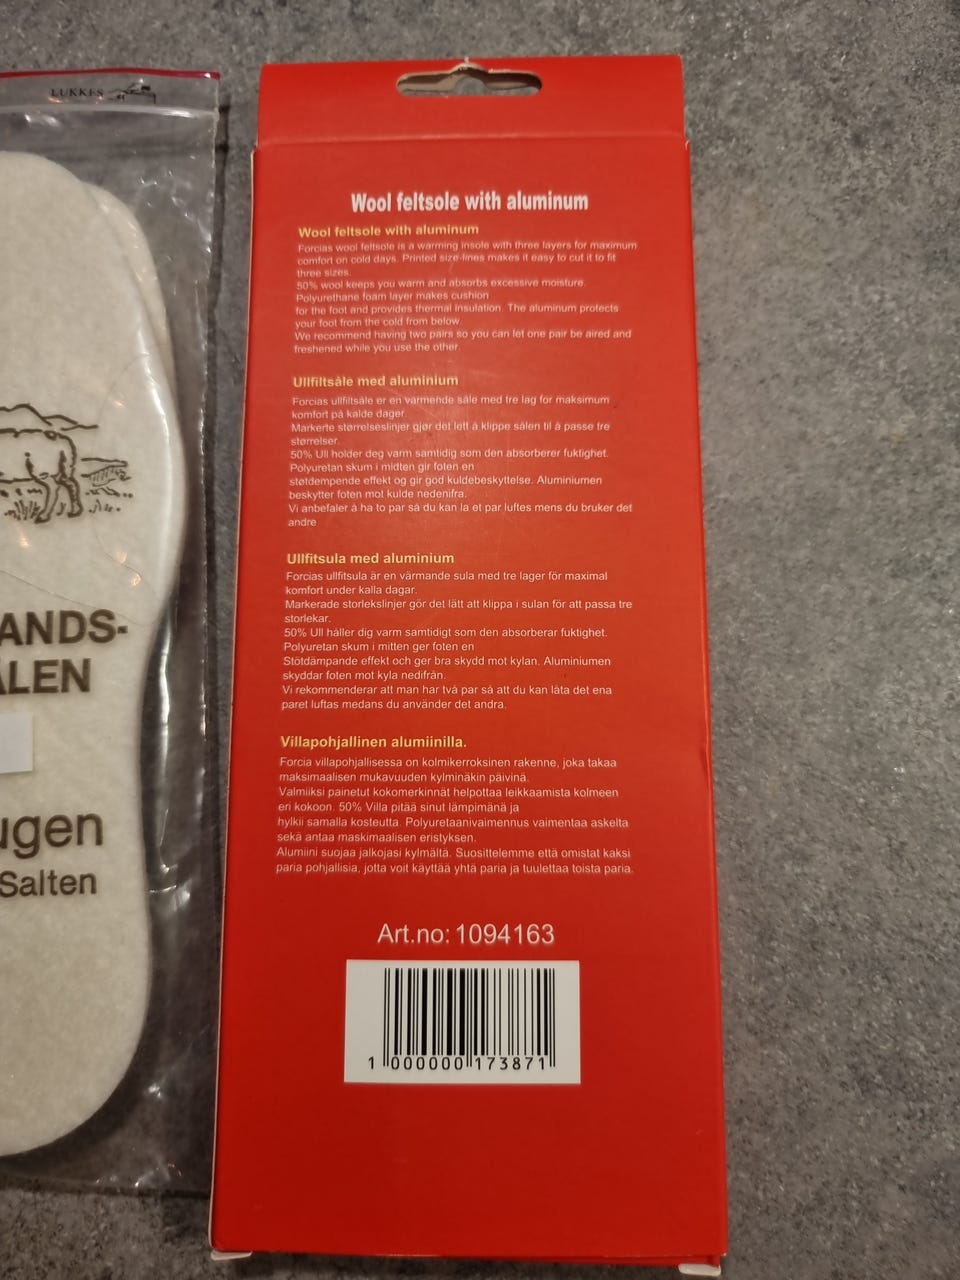 LUKKES
ANDS-
ÅLEN
ugen
Salten
Wool feltsole with aluminum
Wool feltsole with aluminum
Forcias wool feltsole is a warming insole with three layers for maximum
comfort on cold days. Printed size-lines makes it easy to cut it to fit
three sizes.
50% wool keeps you warm and absorbs excessive moisture.
Polyurethane foam layer makes cushion
for the foot and provides thermal insulation. The aluminum protects
your foot from the cold from below.
We recommend having two pairs so you can let one pair be aired and
freshened while you use the other.
Ullfiltsåle med aluminium
Forcias ullfiltsåle er en varmende såle med tre lag for maksimum
komfort på kalde dager.
Markerte størrelseslinjer gjør det lett å klippe sålen til å passe tre
størrelser.
50% Ull holder deg varm samtidig som den absorberer fuktighet.
Polyuretan skum i midten gir foten en
støtdempende effekt og gir god kuldebeskyttelse. Aluminiumen
beskytter foten mot kulde nedenifra.
Vi anbefaler å ha to par så du kan la et par luftes mens du bruker det
andre
Ullfitsula med aluminium
Forcias ullfitsula är en värmande sula med tre lager för maximal
komfort under kalla dagar.
Markerade storlekslinjer gör det lätt att klippa i sulan för att passa tre
storlekar.
50% Ull håller dig varm samtidigt som den absorberar fuktighet.
Polyuretan skum i mitten ger foten en
Stötdämpande effekt och ger bra skydd mot kylan. Aluminiumen
skyddar foten mot kyla nedifrån.
Vi rekommenderar att man har två par så att du kan låta det ena
paret luftas medans du använder det andra.
Villapohjallinen alumiinilla.
Forcia villapohjallisessa on kolmikerroksinen rakenne, joka takaa
maksimaalisen mukavuuden kylminäkin päivinä.
Valmiiksi painetut kokomerkinnät helpottaa leikkaamista kolmeen
eri kokoon. 50% Villa pitää sinut lämpimänä ja
hylkii samalla kosteutta. Polyuretaanivaimennus vaimentaa askelta
sekä antaa maskimaalisen eristyksen.
Alumiini suojaa jalkojasi kylmältä. Suosittelemme että omistat kaksi
paria pohjallisia, jotta voit käyttää yhtä paria ja tuulettaa toista paria.
Art.no: 1094163
1 000000 173871